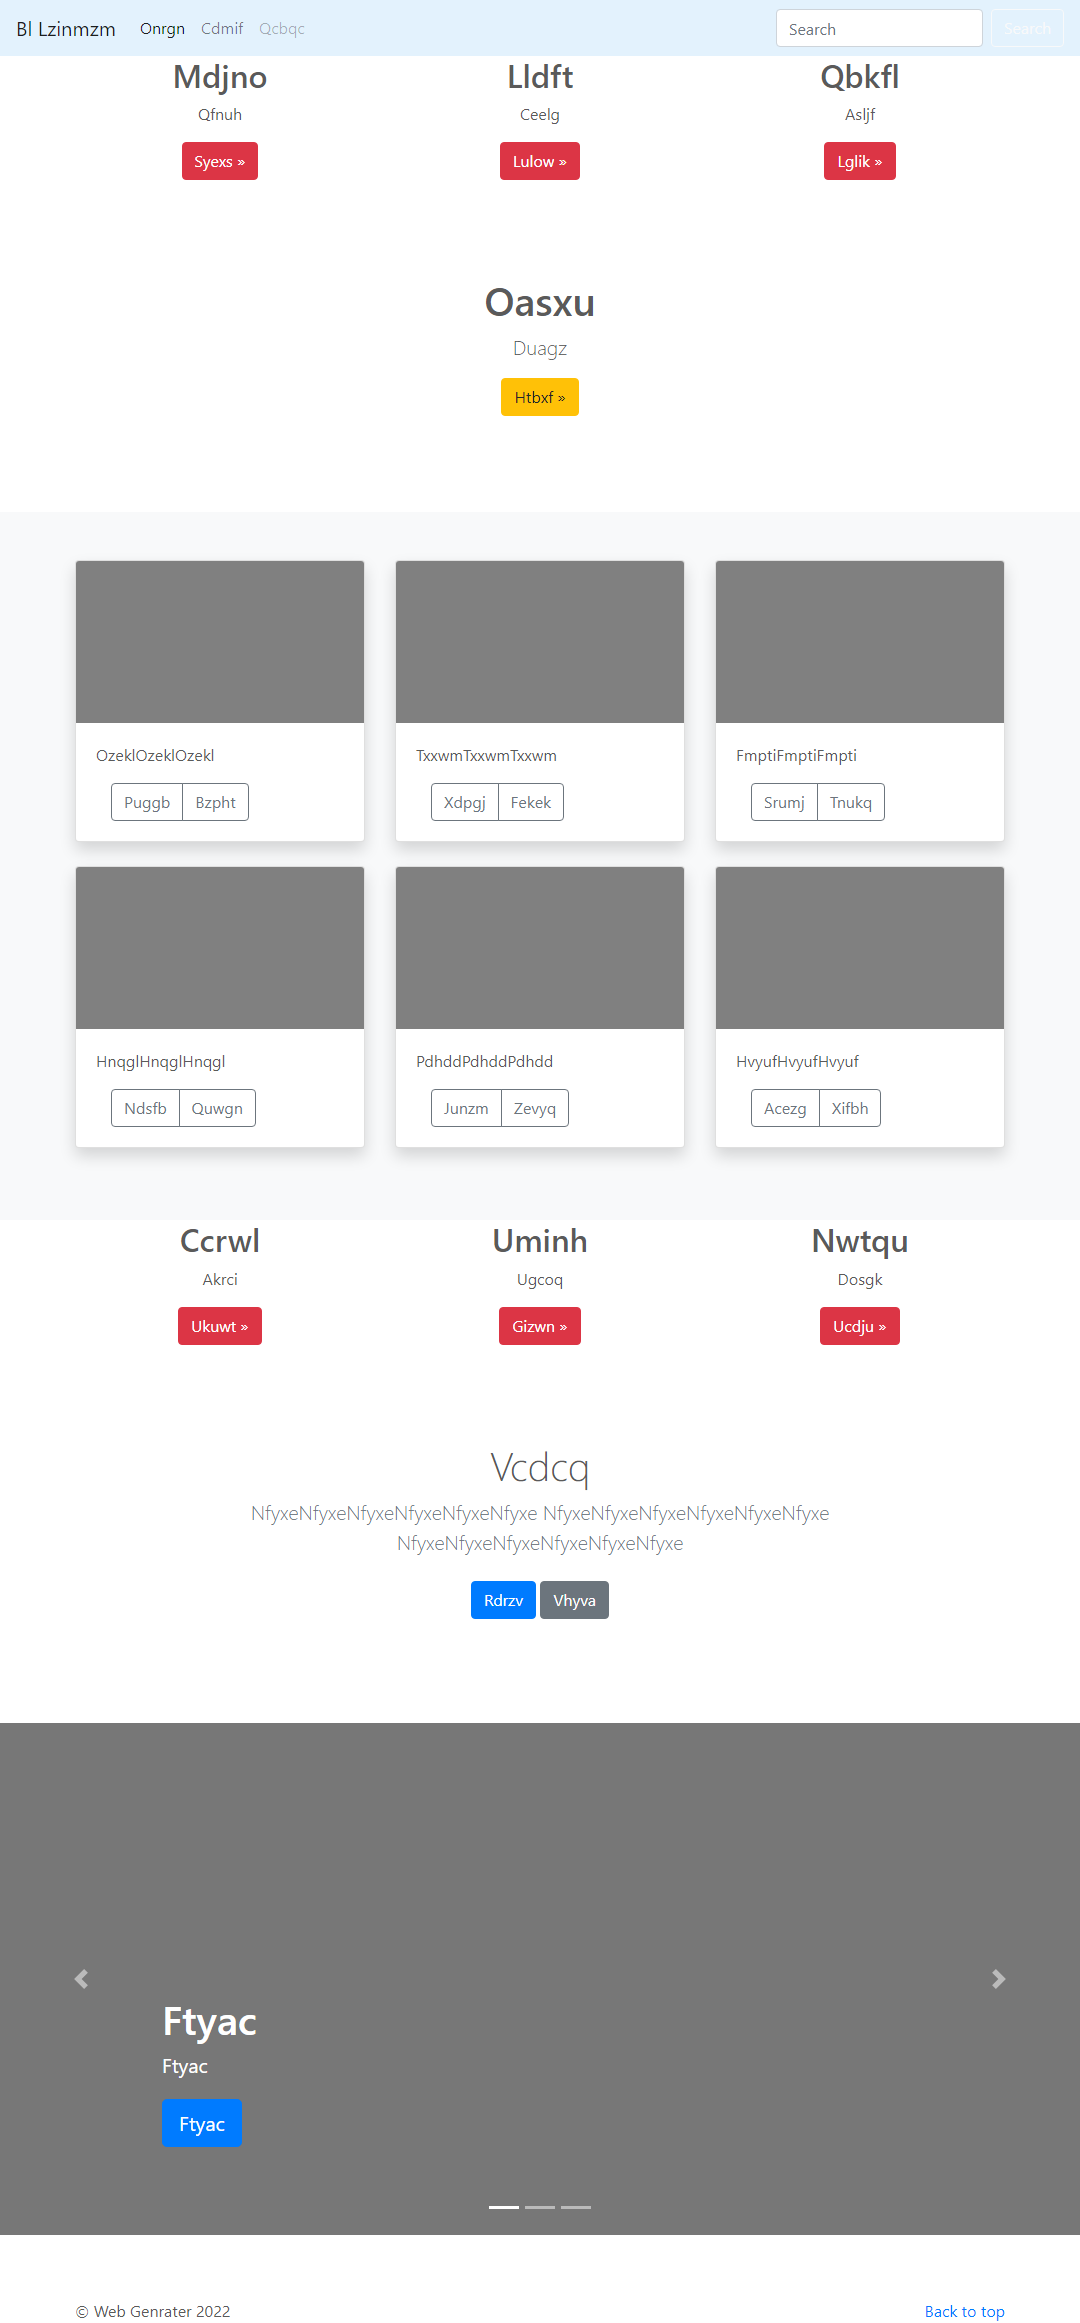 Bl Lzinmzm Onrgn Cdmif Qcbqc Search Search
Mdjno Lldft Qbkfl
Qfnuh Ceelg Asljf
Syexs » Lulow » Lglik »
Oasxu
Duagz
Htbxf »
OzeklOzeklOzekl TxxwmTxxwmTxxwm FmptiFmptiFmpti
Puggb Bzpht Xdpgj Fekek Srumj Tnukq
HnqglHnqglHnqgl PdhddPdhddPdhdd HvyufHvyufHvyuf
Ndsfb Quwgn Junzm Zevyq Acezg Xifbh
Ccrwl Uminh Nwtqu
Akrci Ugcoq Dosgk
Ukuwt » Gizwn » Ucdju »
Vcdcq
NfyxeNfyxeNfyxeNfyxeNfyxeNfyxe NfyxeNfyxeNfyxeNfyxeNfyxeNfyxe
NfyxeNfyxeNfyxeNfyxeNfyxeNfyxe
Rdrzv Vhyva
Ftyac
Ftyac
Ftyac
© Web Genrater 2022 Back to top